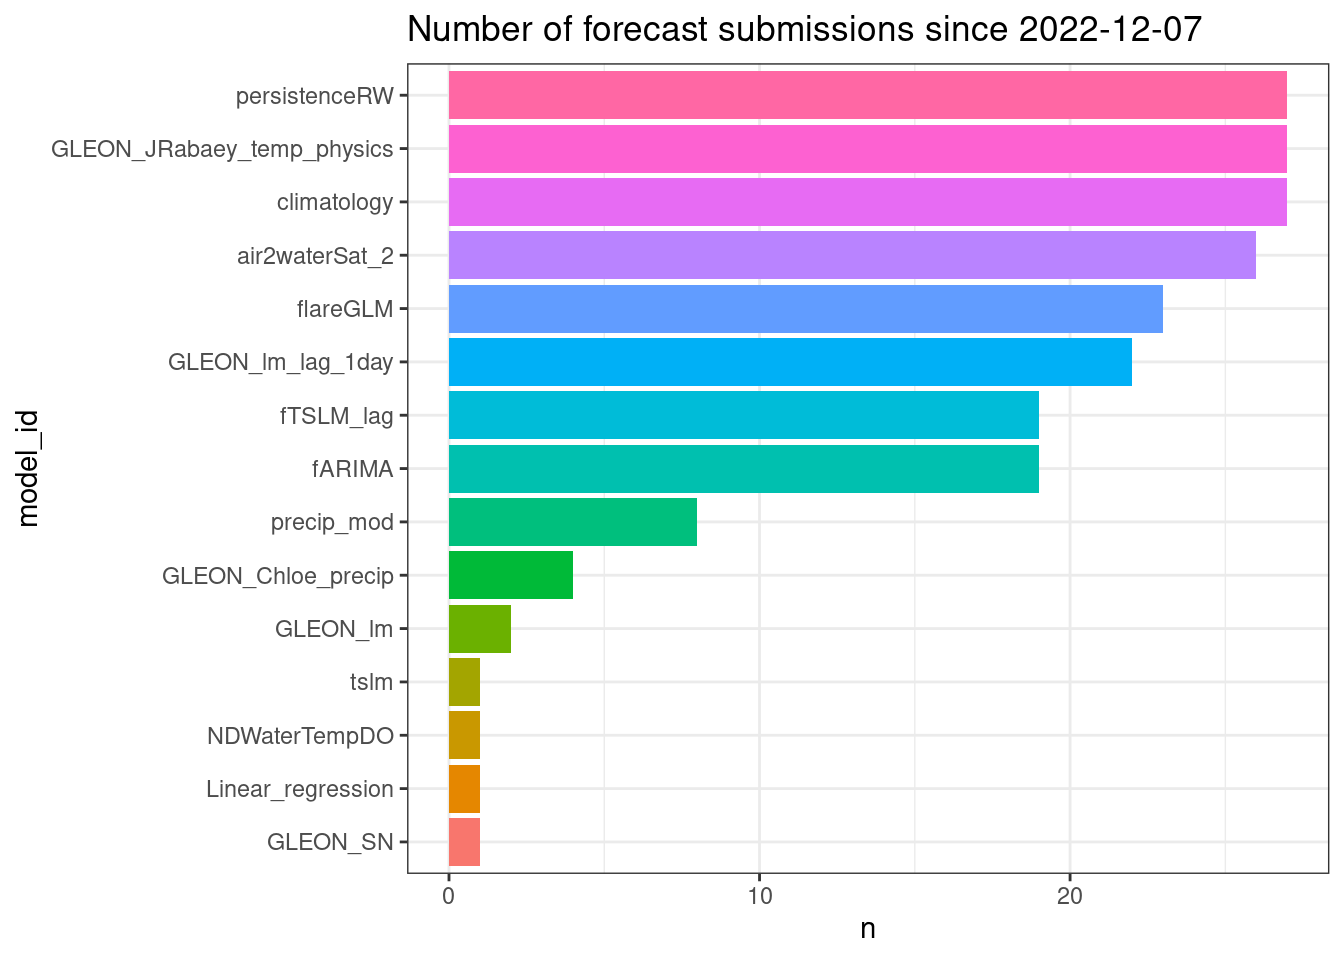 Number of forecast submissions since 2022-12-07
persistenceRW
GLEON_JRabaey_temp_physics
climatology
air2waterSat_2
flareGLM
GLEON_lm_lag_1day
fTSLM_lag
fARIMA
precip_mod
GLEON_Chloe_precip
GLEON_lm
tslm
NDWaterTempDO
Linear_regression
GLEON_SN
model_id
0 10 20
n